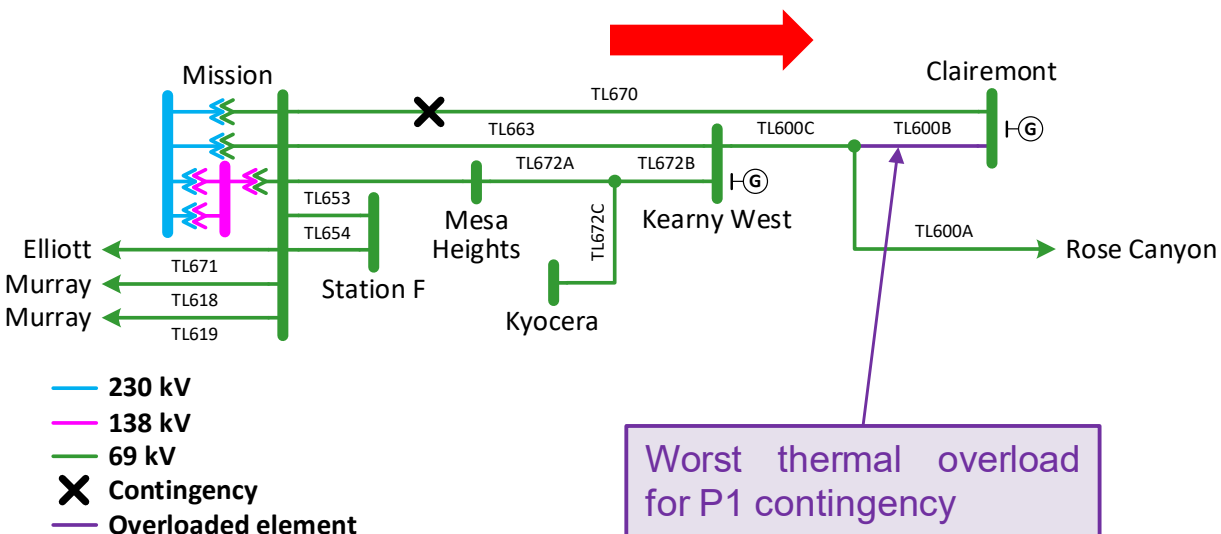 Mission
Clairemont
TL670
G
TL663
TL600C
TL600B
TL672A
TL672B
G
TL653
Mesa
Heights
Kearny West
TL672C
TL654
TL600A
Elliott
Rose Canyon
TL671
Station F
Murray
Kyocera
TL618
Murray
TL619
230 kV
138 kV
69 kV
Contingency
Overloaded element
Worst thermal overload
for P1 contingency